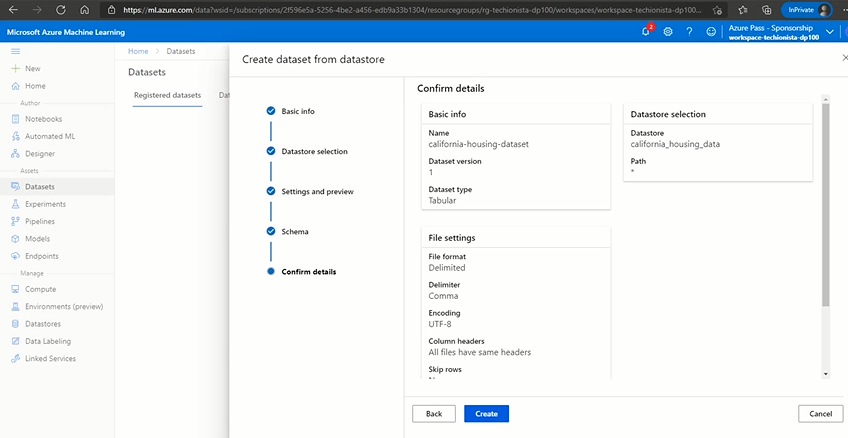 https://ml.azure.com/data?wsid=/subscriptions/2f596e5a-5256-4be2-a456-edb9a33b1304/resourcegroups/rg-techionista-dp100/workspaces/workspace-techionista-dp100...
InPrivate
Microsoft Azure Machine Learning
2
Azure Pass - Sponsorship
workspace-techionista-dp100
New
Home
Author
Notebooks
Automated ML
Designer
Assets
Datasets
Experiments
Pipelines
Models
Endpoints
Manage
Compute
Environments (preview)
Datastores
Data Labeling
Linked Services
Home > Datasets
Datasets
Registered datasets
Dat
Create dataset from datastore
Basic info
Datastore selection
Settings and preview
Schema
Confirm details
Confirm details
Basic info
Name
california-housing-dataset
Dataset version
1
Dataset type
Tabular
Datastore selection
Datastore
california_housing_data
Path
*
File settings
File format
Delimited
Delimiter
Comma
Encoding
UTF-8
Column headers
All files have same headers
Skip rows
Back
Create
Cancel